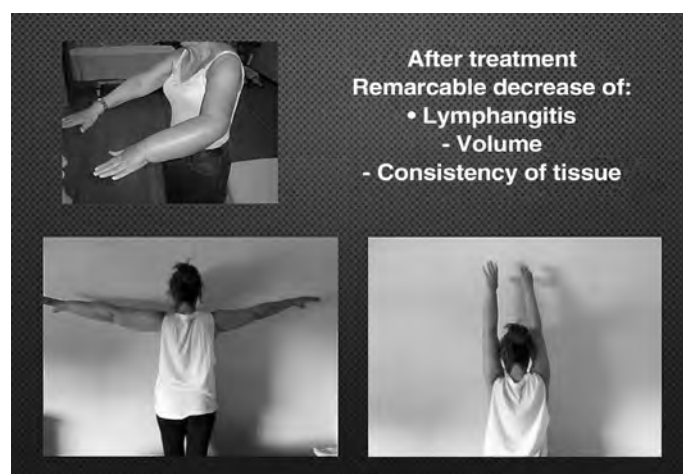 After treatment
Remarcable decrease of:
• Lymphangitis
- Volume
- Consistency of tissue